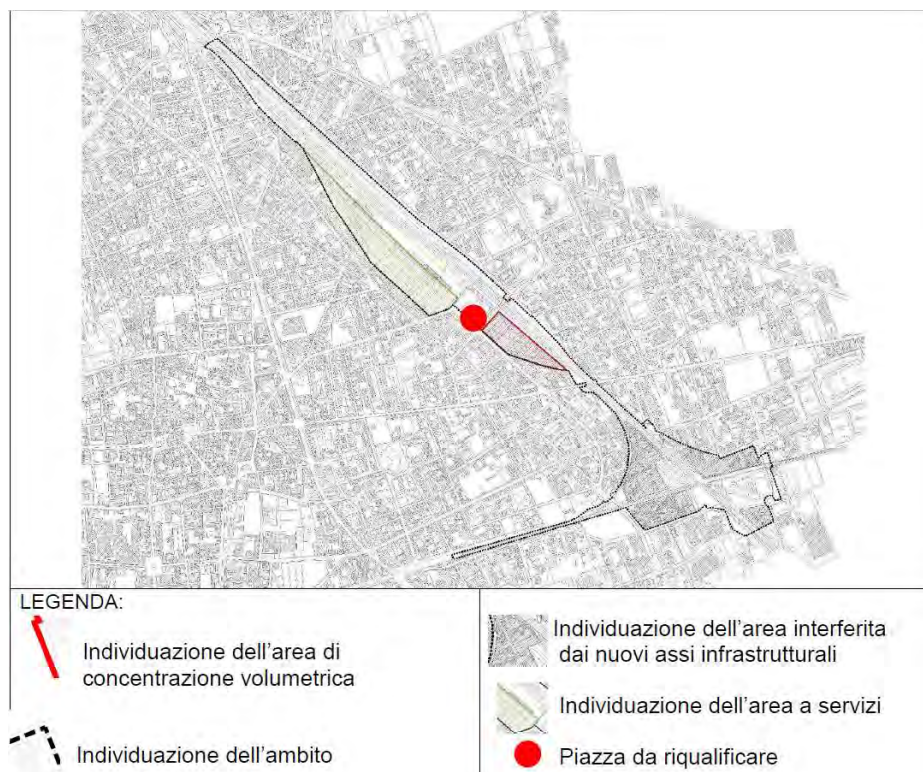 LEGENDA:
Individuazione dell'area di
concentrazione volumetrica
Individuazione dell'ambito
Individuazione dell'area interferita
dai nuovi assi infrastrutturali
Individuazione dell'area a servizi
Piazza da riqualificare